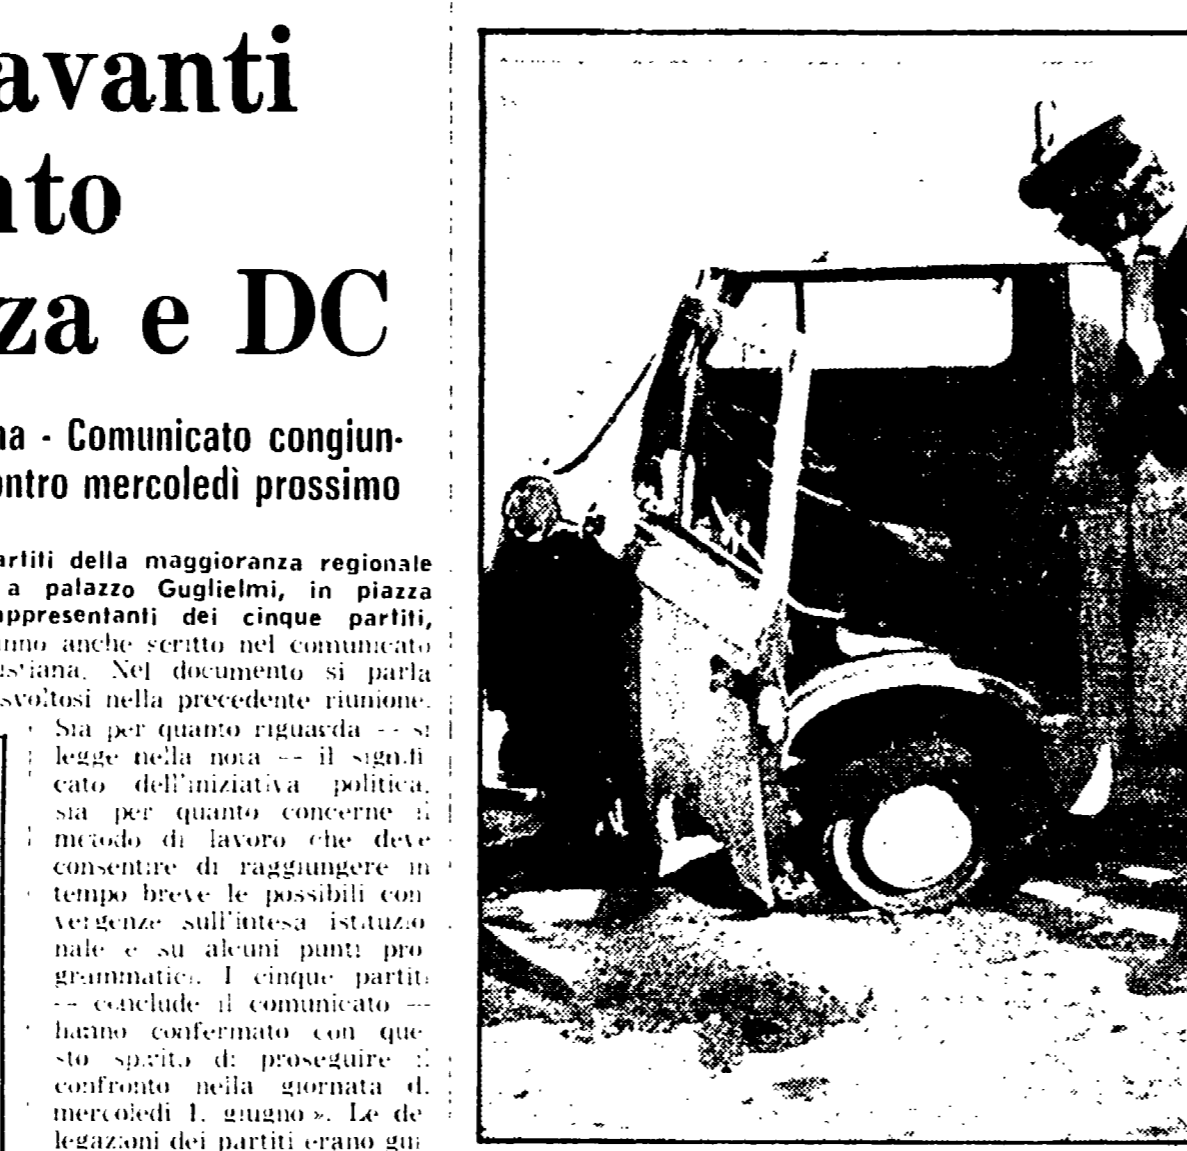 avanti
nto
za e DC
na - Comunicato congiun-
ontro mercoledì prossimo
artiti della maggioranza regionale
a palazzo Guglielmi, in piazza
appresentanti dei cinque partiti,
nno anche scritto nel comunicato
Nel documento si parla
svoltosi nella precedente riunione.
Sia per quanto riguarda -- si
legge nella nota -- il signifi
cato dell'iniziativa politica,
sia per quanto concerne il
metodo di lavoro che deve
consentire di raggiungere in
tempo breve le possibili con
vergenze sull'intesa istituzio
nale e su alcuni punti pro
grammatici. I cinque partiti
-- conclude il comunicato --
hanno confermato con que
sto spirito di proseguire il
confronto nella giornata di
mercoledì 1. giugno ». Le de
legazioni dei partiti erano gui